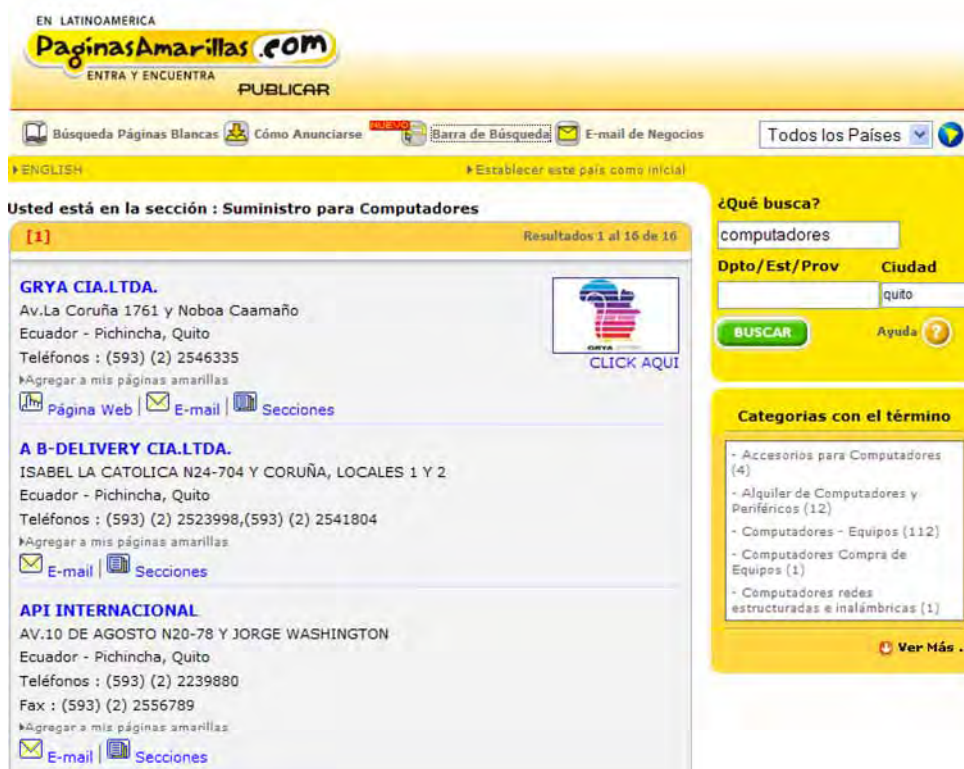 EN LATINOAMERICA
PaginasAmarillas.com
ENTRA Y ENCUENTRA
PUBLICAR
Búsqueda Páginas Blancas Cómo Anunciarse NUEVO Barra de Búsqueda E-mail de Negocios Todos los Países
ENGLISH Establecer este país como inicial
Usted está en la sección : Suministro para Computadores
[1] Resultados 1 al 16 de 16
GRYA CIA.LTDA.
Av.La Coruña 1761 y Noboa Caamaño
Ecuador - Pichincha, Quito
Teléfonos : (593) (2) 2546335
Agregar a mis páginas amarillas
Página Web | E-mail | Secciones
GRYA
CLICK AQUI
A B-DELIVERY CIA.LTDA.
ISABEL LA CATOLICA N24-704 Y CORUÑA, LOCALES 1 Y 2
Ecuador - Pichincha, Quito
Teléfonos : (593) (2) 2523998,(593) (2) 2541804
Agregar a mis páginas amarillas
E-mail | Secciones
API INTERNACIONAL
AV.10 DE AGOSTO N20-78 Y JORGE WASHINGTON
Ecuador - Pichincha, Quito
Teléfonos : (593) (2) 2239880
Fax : (593) (2) 2556789
Agregar a mis páginas amarillas
E-mail | Secciones
¿Qué busca?
computadores
Dpto/Est/Prov Ciudad
quito
BUSCAR Ayuda ?
Categorias con el término
- Accesorios para Computadores
(4)
- Alquiler de Computadores y
Periféricos (12)
- Computadores - Equipos (112)
- Computadores Compra de
Equipos (1)
- Computadores redes
estructuradas e inalámbricas (1)
Ver Más .